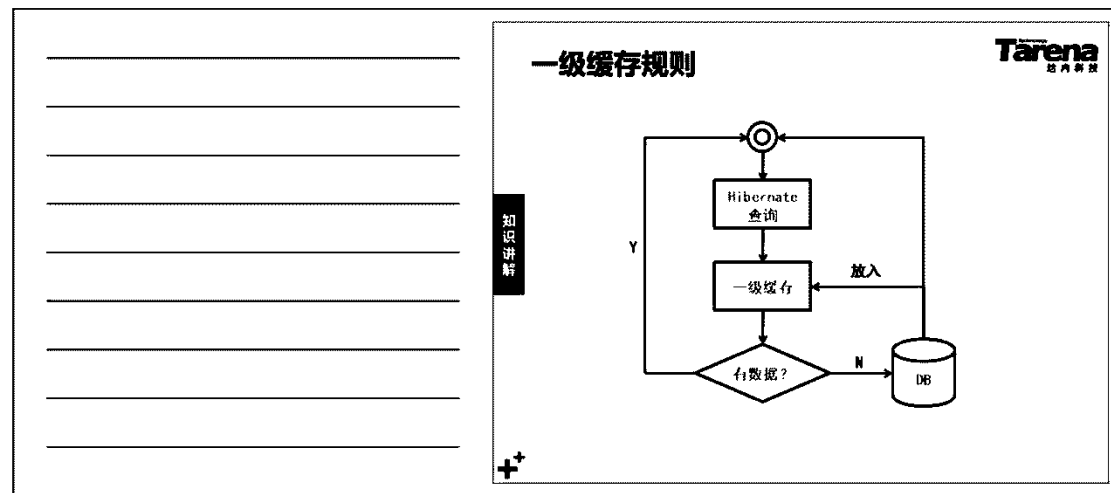 一级缓存规则
Tarena
达内科技
知识讲解
Hibernate
查询
一级缓存
放入
Y
有数据？
N
DB